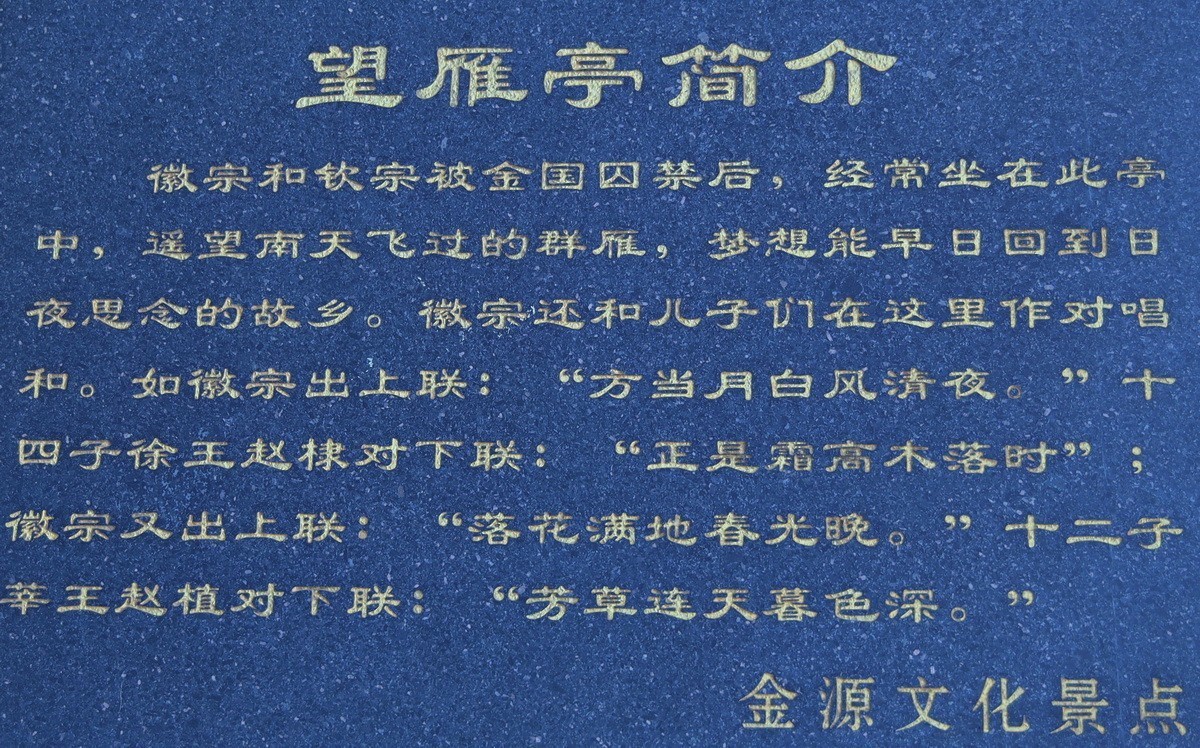 望雁亭简介
徽宗和钦宗被金国囚禁后，经常坐在此亭
中，遥望南天飞过的群雁，梦想能早日回到日
夜思念的故乡。徽宗还和儿子们在这里作对唱
和。如徽宗出上联：“方当月白风清夜。”十
四子徐王赵棣对下联：“正是霜高木落时”；
徽宗又出上联：“落花满地春光晚。”十二子
莘王赵植对下联：“芳草连天暮色深。”
金源文化景点